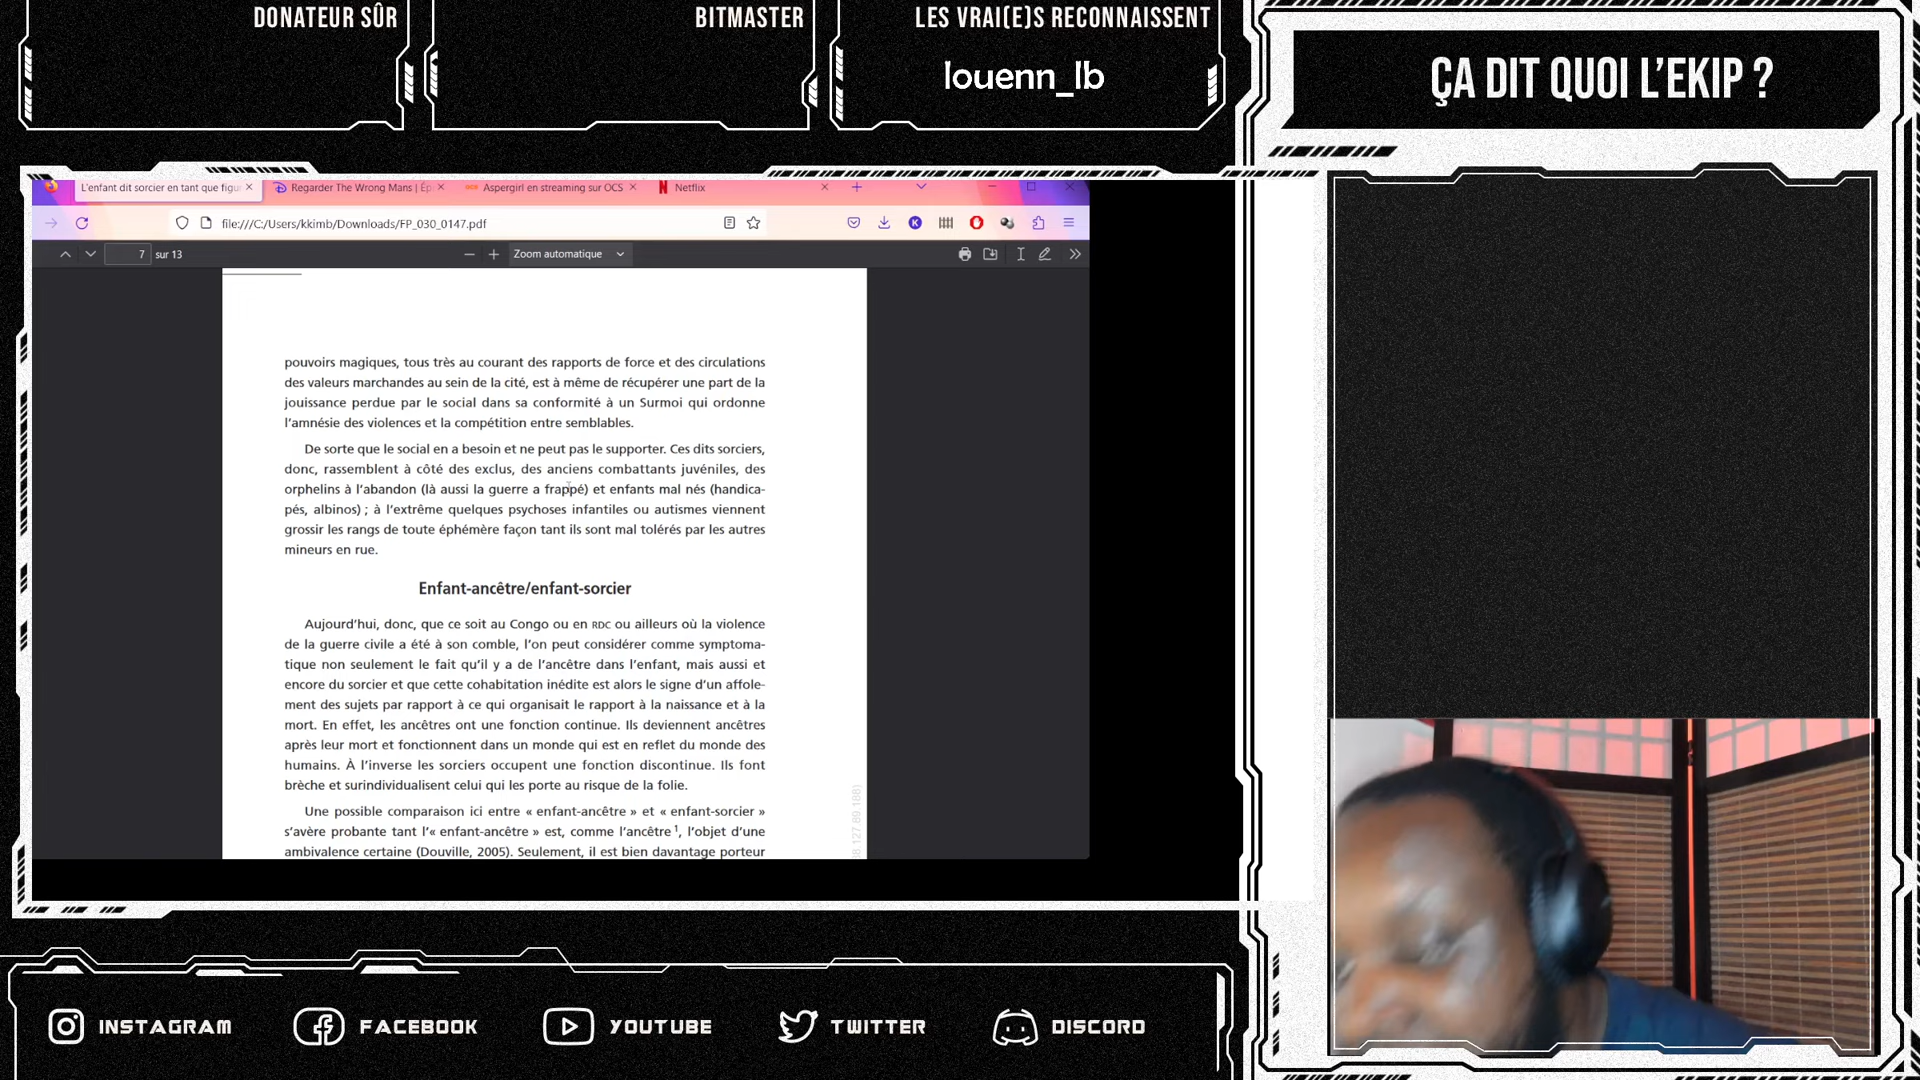 DONATEUR SÛR
BITMASTER
LES VRAI(E)S RECONNAISSENT
louenn_lb
ÇA DIT QUOI L'EKIP ?
L'enfant dit sorcier en tant que figu
Regarder The Wrong Mans | Ép
Aspergirl en streaming sur OCS
Netflix
file:///C:/Users/kkimb/Downloads/FP_030_0147.pdf
7 sur 13
Zoom automatique
pouvoirs magiques, tous très au courant des rapports de force et des circulations
des valeurs marchandes au sein de la cité, est à même de récupérer une part de la
jouissance perdue par le social dans sa conformité à un Surmoi qui ordonne
l'amnésie des violences et la compétition entre semblables.
De sorte que le social en a besoin et ne peut pas le supporter. Ces dits sorciers,
donc, rassemblent à côté des exclus, des anciens combattants juvéniles, des
orphelins à l'abandon (là aussi la guerre a frappé) et enfants mal nés (handica-
pés, albinos) ; à l'extrême quelques psychoses infantiles ou autismes viennent
grossir les rangs de toute éphémère façon tant ils sont mal tolérés par les autres
mineurs en rue.
Enfant-ancêtre/enfant-sorcier
Aujourd'hui, donc, que ce soit au Congo ou en RDC ou ailleurs où la violence
de la guerre civile a été à son comble, l'on peut considérer comme symptoma-
tique non seulement le fait qu'il y a de l'ancêtre dans l'enfant, mais aussi et
encore du sorcier et que cette cohabitation inédite est alors le signe d'un affole-
ment des sujets par rapport à ce qui organisait le rapport à la naissance et à la
mort. En effet, les ancêtres ont une fonction continue. Ils deviennent ancêtres
après leur mort et fonctionnent dans un monde qui est en reflet du monde des
humains. À l'inverse les sorciers occupent une fonction discontinue. Ils font
brèche et surindividualisent celui qui les porte au risque de la folie.
Une possible comparaison ici entre « enfant-ancêtre » et « enfant-sorcier »
s'avère probante tant l'« enfant-ancêtre » est, comme l'ancêtre 1, l'objet d'une
ambivalence certaine (Douville, 2005). Seulement, il est bien davantage porteur
INSTAGRAM
FACEBOOK
YOUTUBE
TWITTER
DISCORD